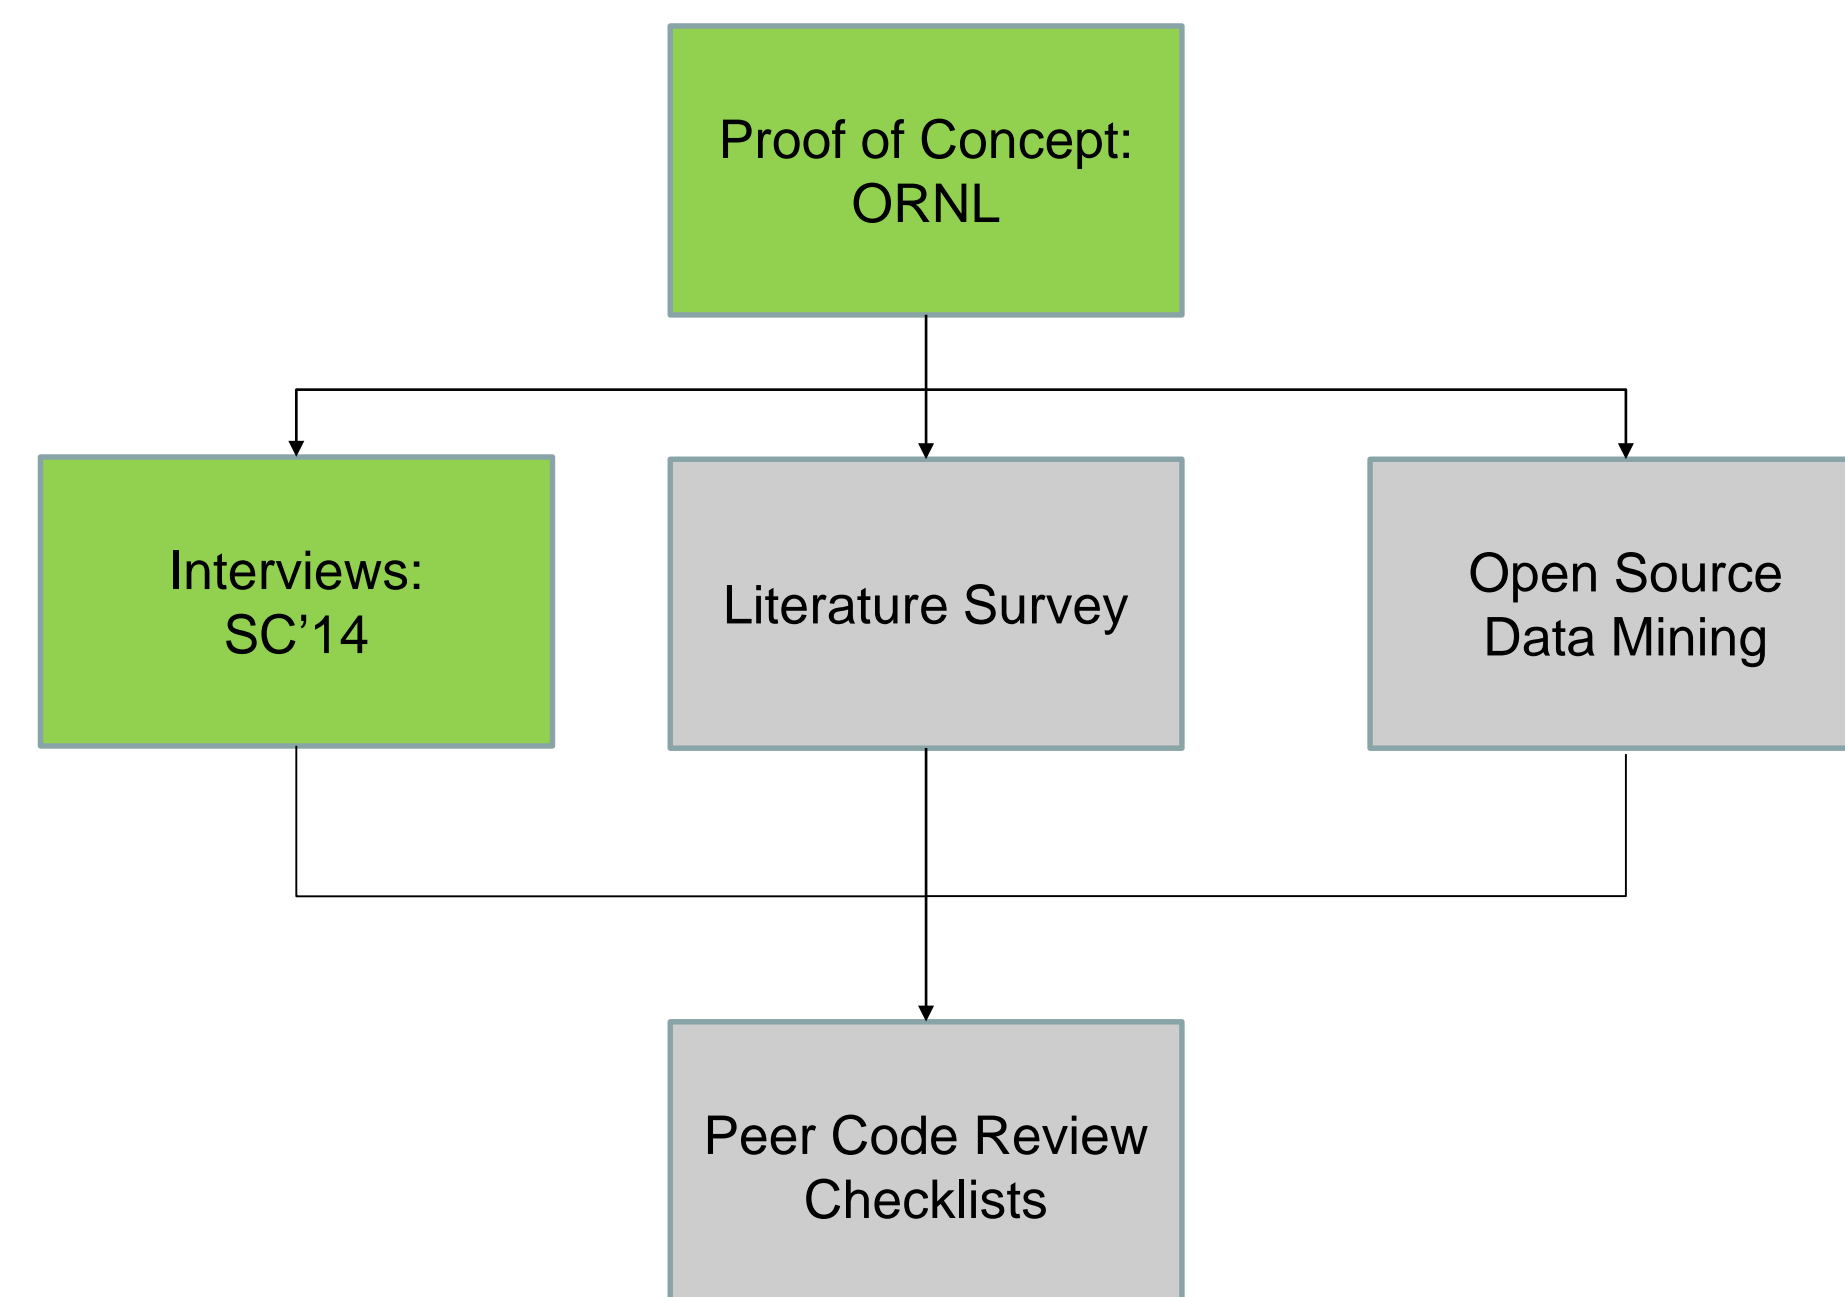 Proof of Concept:
ORNL
Interviews:
SC’14
Literature Survey
Open Source
Data Mining
Peer Code Review
Checklists